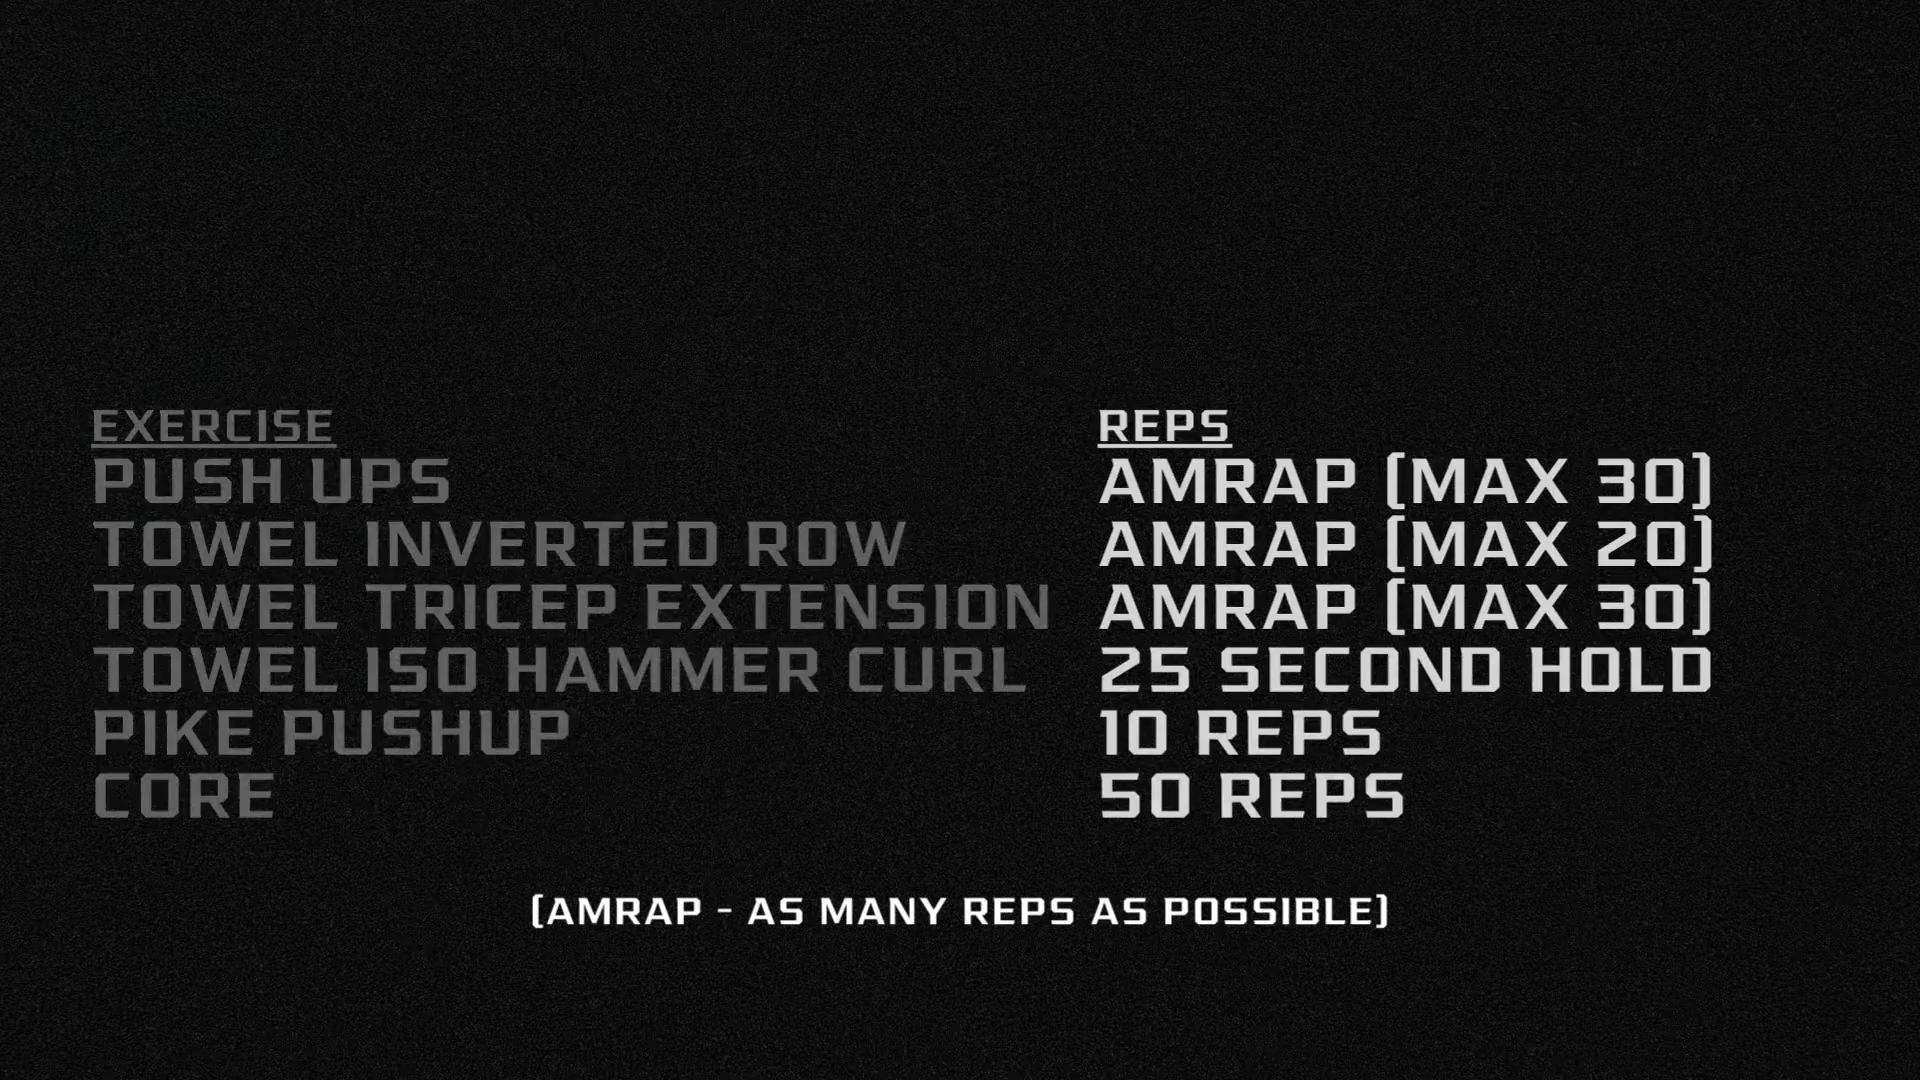 EXERCISE REPS
PUSH UPS AMRAP (MAX 30)
TOWEL INVERTED ROW AMRAP (MAX 20)
TOWEL TRICEP EXTENSION AMRAP (MAX 30)
TOWEL ISO HAMMER CURL 25 SECOND HOLD
PIKE PUSHUP 10 REPS
CORE 50 REPS
(AMRAP - AS MANY REPS AS POSSIBLE)